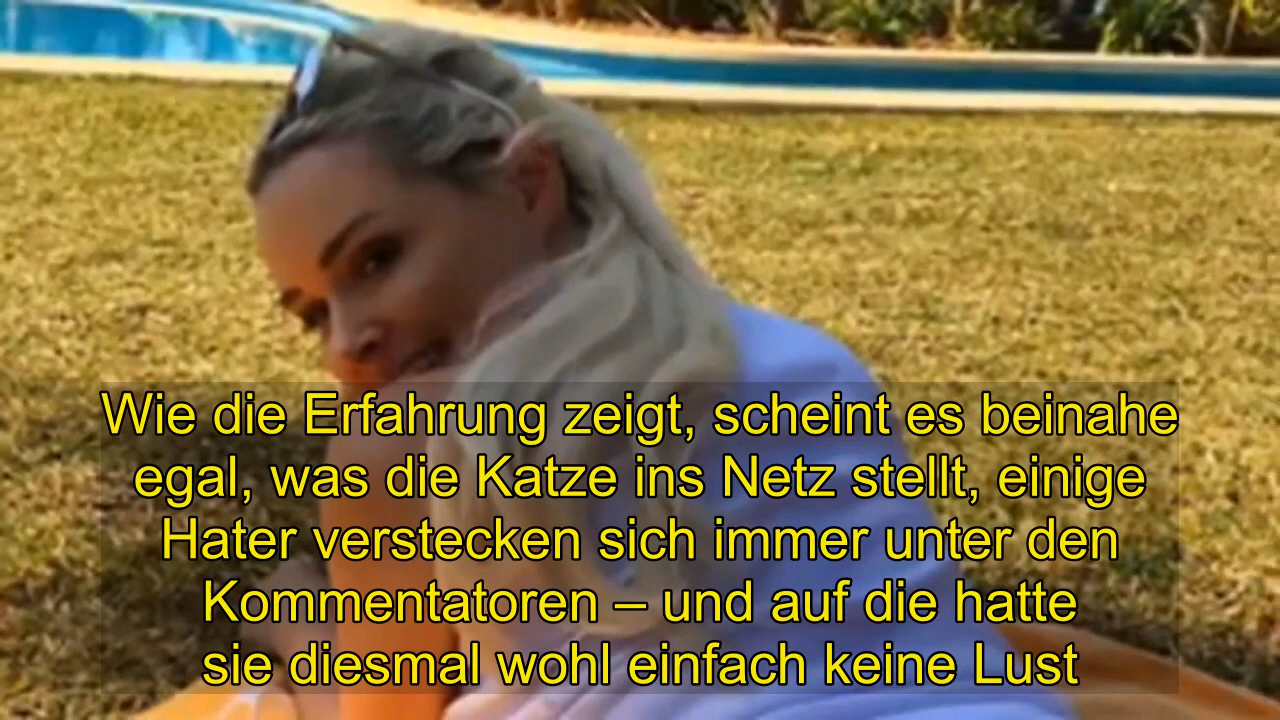 Wie die Erfahrung zeigt, scheint es beinahe
egal, was die Katze ins Netz stellt, einige
Hater verstecken sich immer unter den
Kommentatoren – und auf die hatte
sie diesmal wohl einfach keine Lust